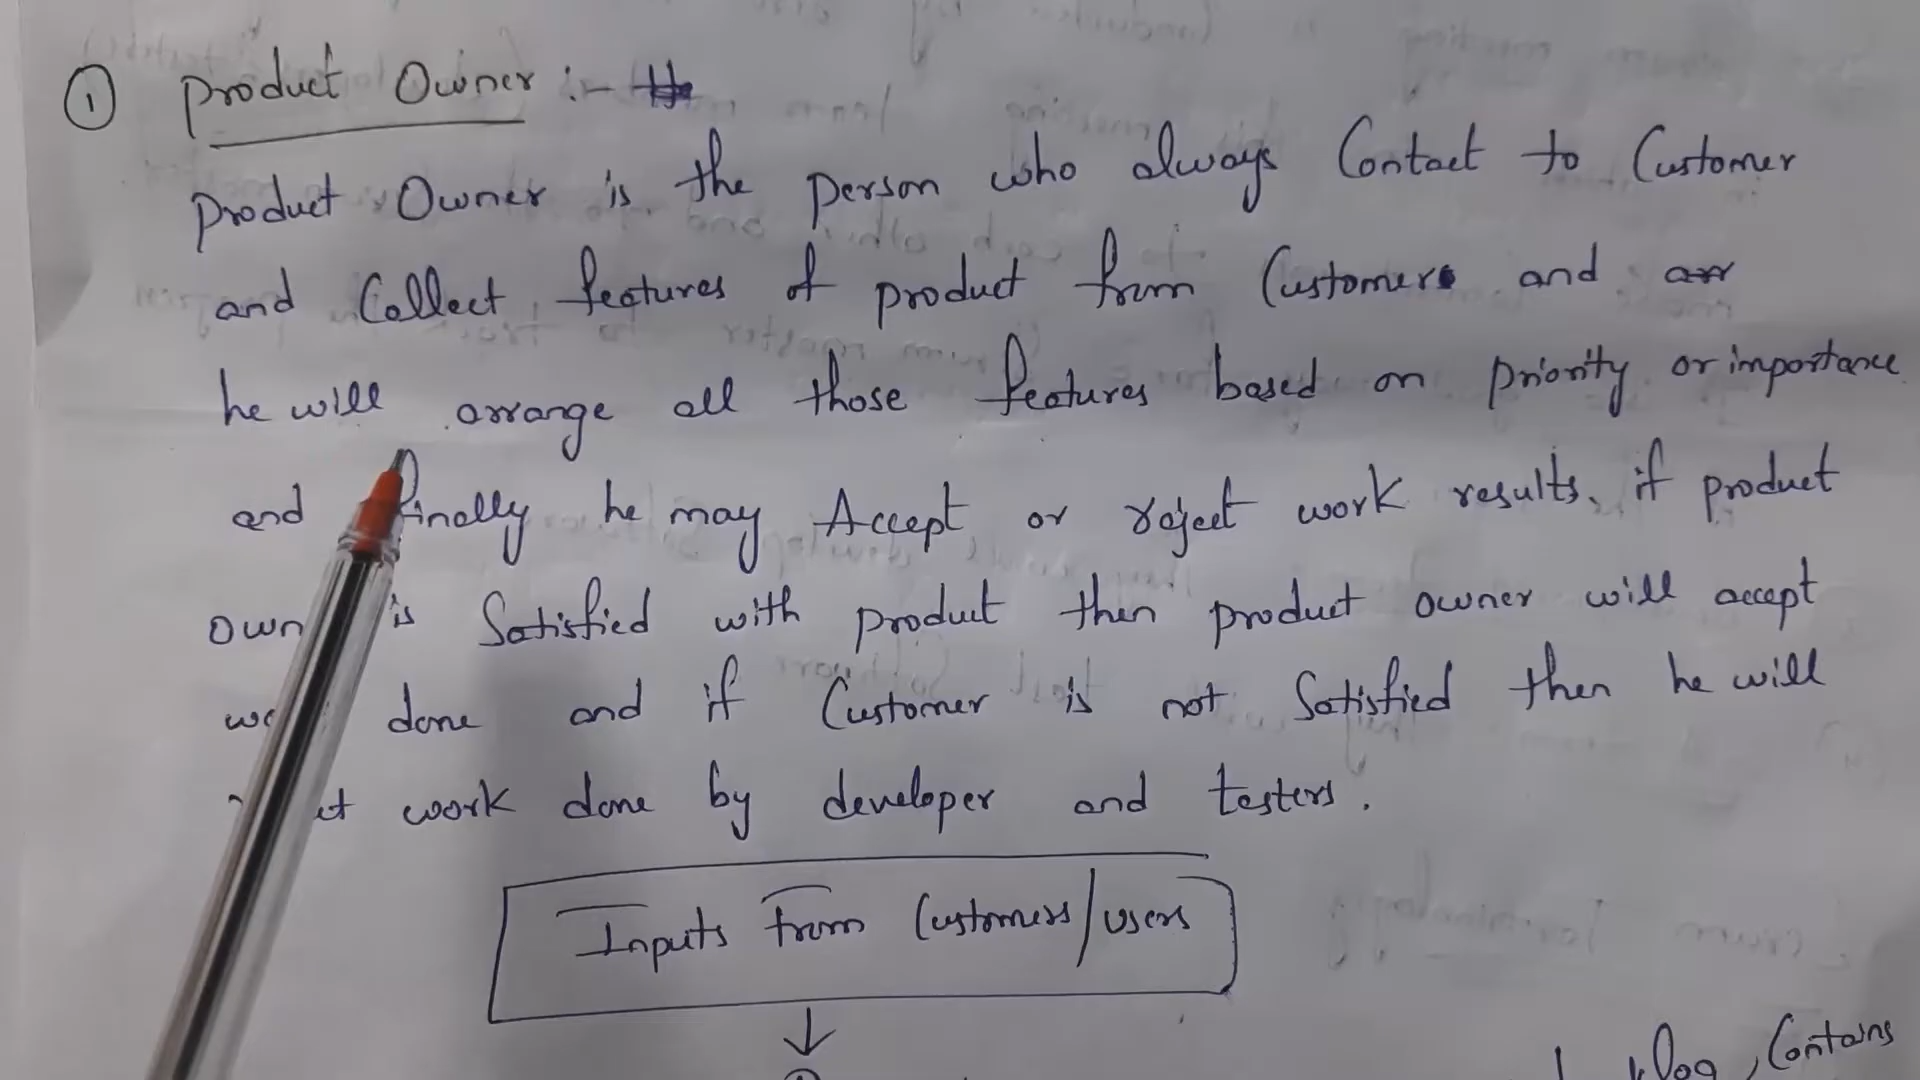 ① Product Owner :-
Product Owner is the person who always Contact to Customer
and Collect features of product from Customers and
he will arrange all those features based on priority or importance
and finally he may Accept or reject work results, if product
own is Satisfied with product then product owner will accept
done and if Customer is not Satisfied then he will
work done by developer and testers.
Inputs from Customers/users
↓
Contains